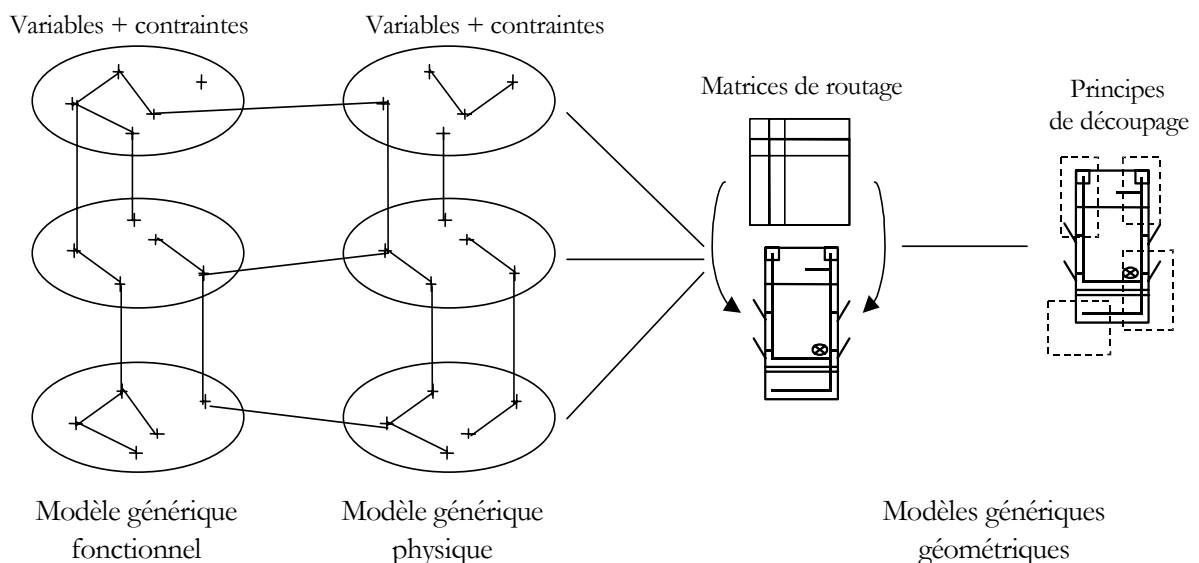 Variables + contraintes
Variables + contraintes
Matrices de routage
Principes
de découpage
Modèle générique
fonctionnel
Modèle générique
physique
Modèles génériques
géométriques